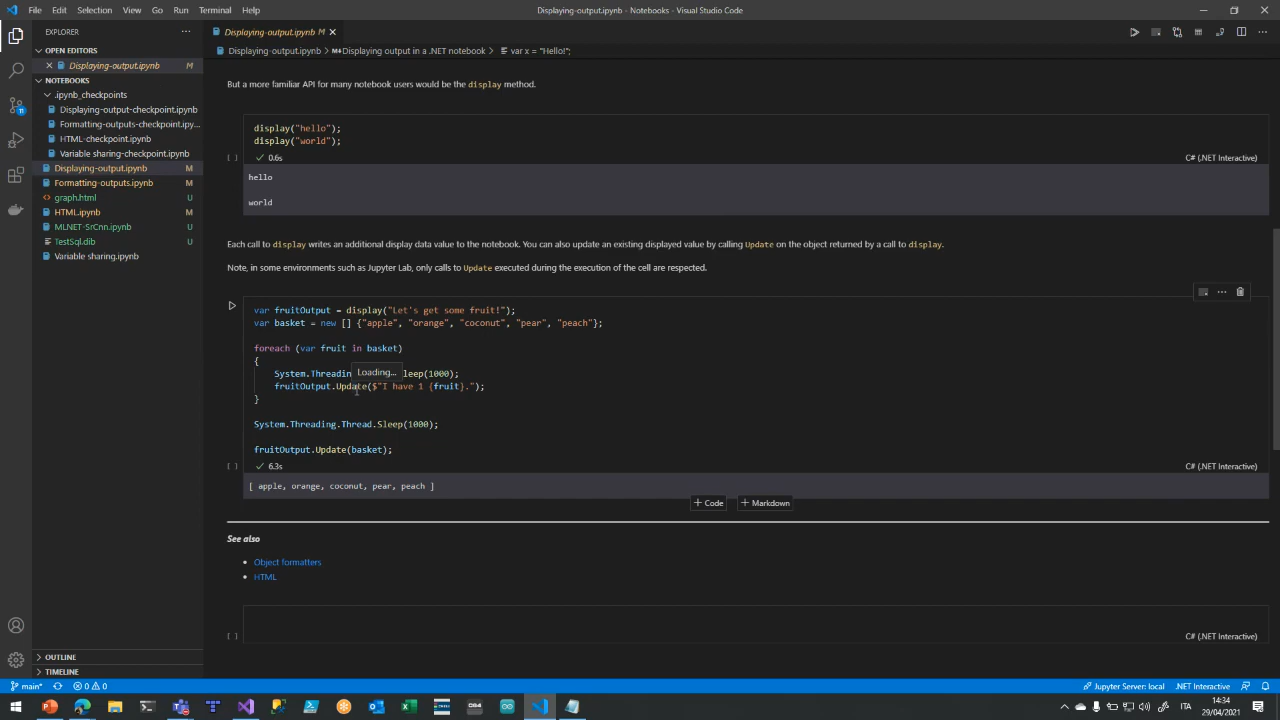 File Edit Selection View Go Run Terminal Help
Displaying-output.ipynb - Notebooks - Visual Studio Code
EXPLORER
OPEN EDITORS
Displaying-output.ipynb M
NOTEBOOKS
.ipynb_checkpoints
Displaying-output-checkpoint.ipynb
Formatting-outputs-checkpoint.ipy...
HTML-checkpoint.ipynb
Variable sharing-checkpoint.ipynb
Displaying-output.ipynb M
Formatting-outputs.ipynb M
graph.html U
HTML.ipynb M
MLNET-SrCnn.ipynb U
TestSql.dib U
Variable sharing.ipynb
OUTLINE
TIMELINE
11
Displaying-output.ipynb M
Displaying-output.ipynb > M Displaying output in a .NET notebook > var x = "Hello!";
But a more familiar API for many notebook users would be the display method.
display("hello");
display("world");
[ ] 0.6s C# (.NET Interactive)
hello
world
Each call to display writes an additional display data value to the notebook. You can also update an existing displayed value by calling Update on the object returned by a call to display.
Note, in some environments such as Jupyter Lab, only calls to Update executed during the execution of the cell are respected.
var fruitOutput = display("Let's get some fruit!");
var basket = new [] {"apple", "orange", "coconut", "pear", "peach"};
foreach (var fruit in basket)
{
Loading...
System.Threadin leep(1000);
fruitOutput.Update($"I have 1 {fruit}.");
}
System.Threading.Thread.Sleep(1000);
fruitOutput.Update(basket);
[ ] 6.3s C# (.NET Interactive)
[ apple, orange, coconut, pear, peach ]
+ Code + Markdown
See also
Object formatters
HTML
[ ] C# (.NET Interactive)
main* 0 0 Jupyter Server: local .NET Interactive
ITA 14:34
29/04/2021